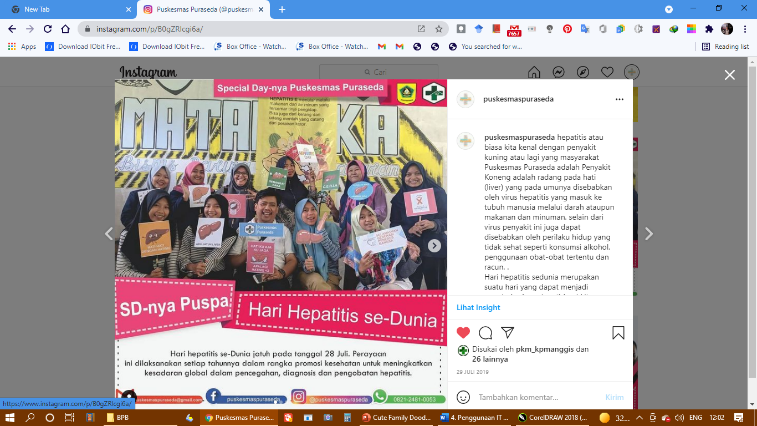 New Tab
Puskesmas Puraseda (@puskesm
instagram.com/p/B0gZRlcgi6a/
Apps
Download IObit Fre...
Download IObit Fre...
Box Office - Watch...
Box Office - Watch...
You searched for w...
Reading list
Instagram
Cari
Special Day-nya Puskesmas Puraseda
puskesmaspuraseda
puskesmaspuraseda hepatitis atau
biasa kita kenal dengan penyakit
kuning atau lagi yang masyarakat
Puskesmas Puraseda adalah Penyakit
Koneng adalah radang pada hati
(liver) yang pada umunya disebabkan
oleh virus hepatitis yang masuk ke
tubuh manusia melalui darah ataupun
makanan dan minuman. selain dari
virus penyakit ini juga dapat
disebabkan oleh perilaku hidup yang
tidak sehat seperti konsumsi alkohol,
penggunaan obat-obat tertentu dan
racun. .
Hari hepatitis sedunia merupakan
suatu hari yang dapat menjadi
SD-nya Puspa
Hari Hepatitis se-Dunia
Hari hepatitis se-Dunia jatuh pada tanggal 28 Juli. Perayaan
ini dilaksanakan setiap tahunnya dalam rangka promosi kesehatan untuk meningkatkan
kesadaran global dalam pencegahan, diagnosis dan pengobatan hepatitis.
puskesmaspuraseda@gmail.com
puskesmaspuraseda
@puskesmaspuraseda
0821-2481-0353
Lihat Insight
Disukai oleh pkm_kpmanggis dan
26 lainnya
29 JULI 2019
Tambahkan komentar...
Kirim
https://www.instagram.com/p/B0gZRlcgi6a/
BPB
Puskesmas Purase...
Cute Family Dood...
4. Penggunaan IT ...
CorelDRAW 2018 (...
32...
ENG
12:02